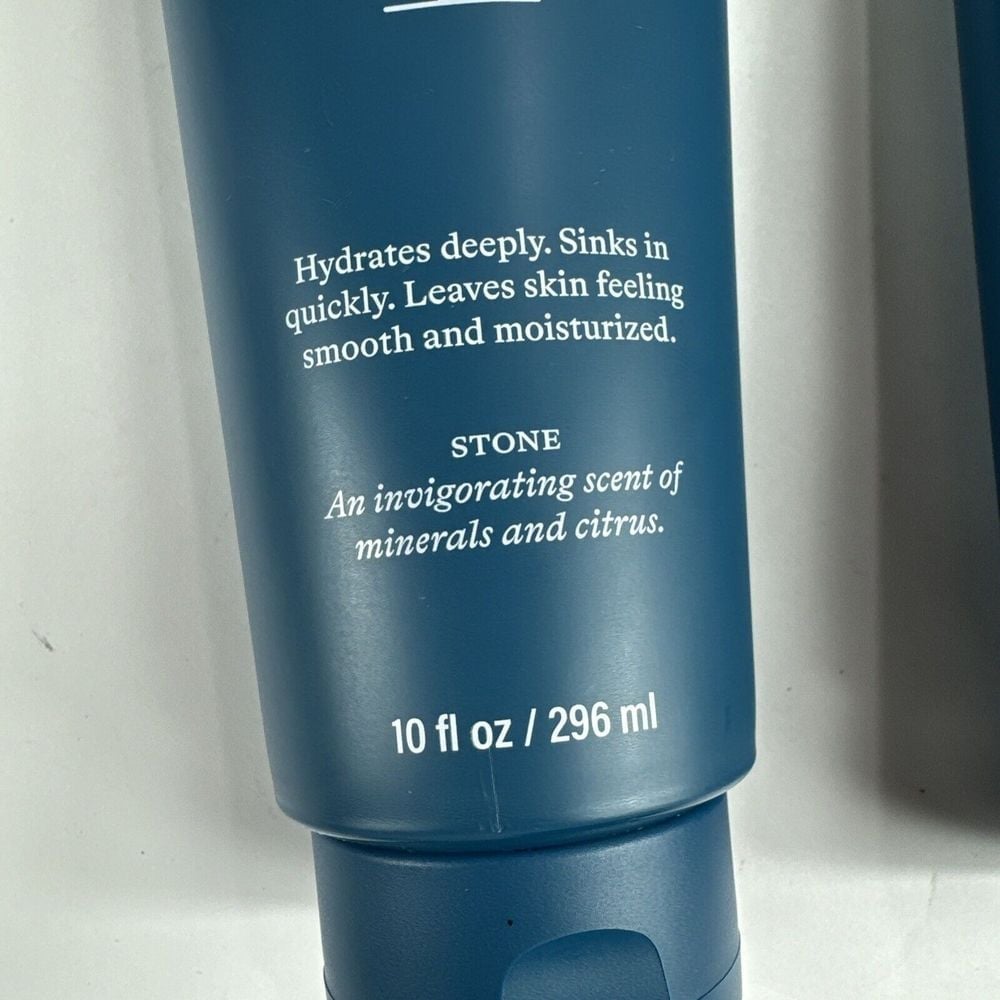 Hydrates deeply. Sinks in
quickly. Leaves skin feeling
smooth and moisturized.
STONE
An invigorating scent of
minerals and citrus.
10 fl oz / 296 ml